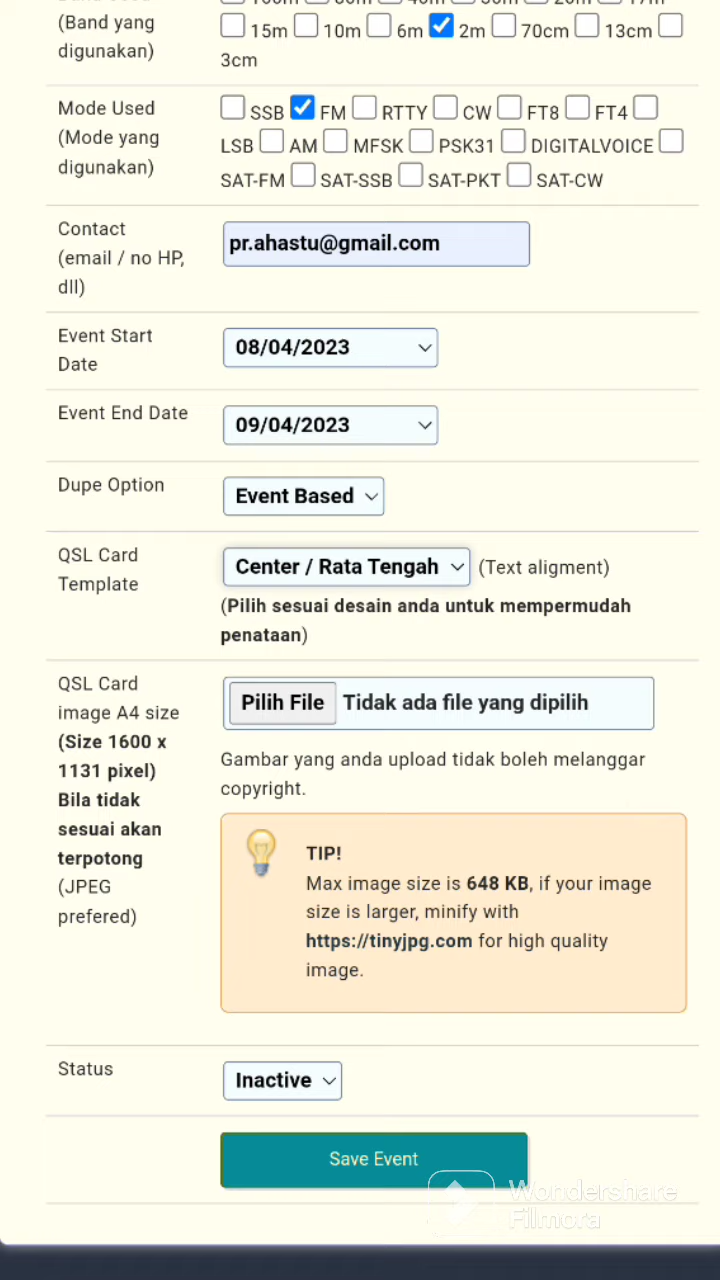 (Band yang
digunakan)
15m 10m 6m 2m 70cm 13cm
3cm
Mode Used
(Mode yang
digunakan)
SSB FM RTTY CW FT8 FT4
LSB AM MFSK PSK31 DIGITALVOICE
SAT-FM SAT-SSB SAT-PKT SAT-CW
Contact
(email / no HP,
dll)
pr.ahastu@gmail.com
Event Start
Date
08/04/2023
Event End Date
09/04/2023
Dupe Option
Event Based
QSL Card
Template
Center / Rata Tengah (Text aligment)
(Pilih sesuai desain anda untuk mempermudah
penataan)
QSL Card
image A4 size
(Size 1600 x
1131 pixel)
Bila tidak
sesuai akan
terpotong
(JPEG
prefered)
Pilih File Tidak ada file yang dipilih
Gambar yang anda upload tidak boleh melanggar
copyright.
TIP!
Max image size is 648 KB, if your image
size is larger, minify with
https://tinyjpg.com for high quality
image.
Status
Inactive
Save Event
Wondershare
Filmora